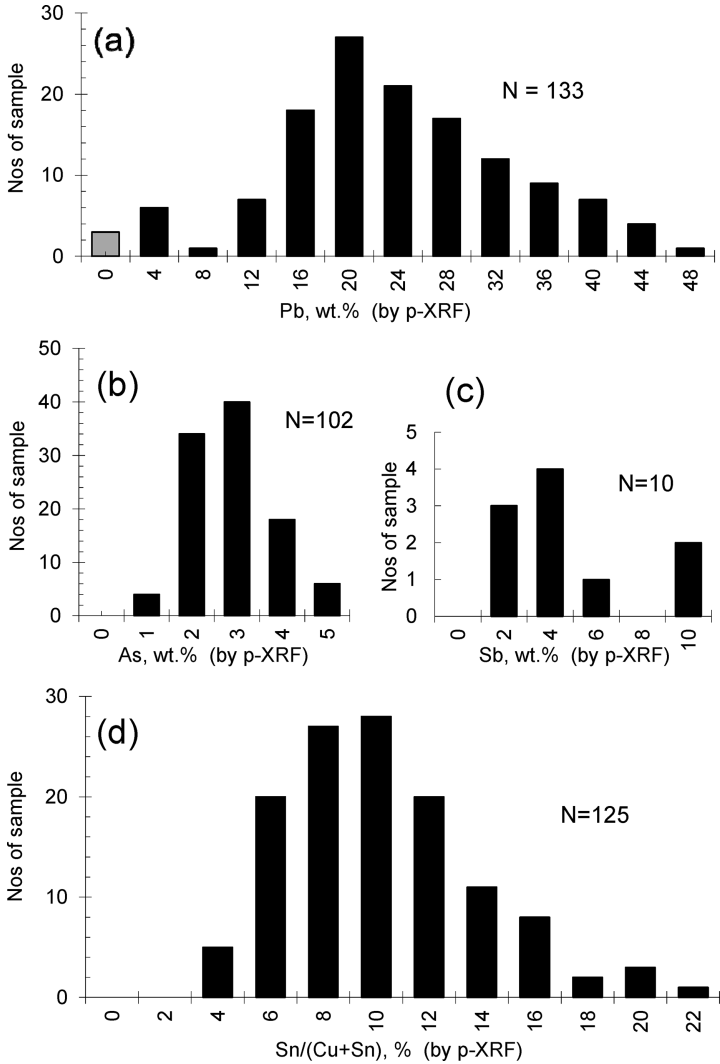 (a)
Nos of sample
30
20
10
0
N = 133
0 4 8 12 16 20 24 28 32 36 40 44 48
Pb, wt.% (by p-XRF)
(b)
Nos of sample
50
40
30
20
10
0
N=102
0 1 2 3 4 5
As, wt.% (by p-XRF)
(c)
Nos of sample
5
4
3
2
1
0
N=10
0 2 4 6 8 10
Sb, wt.% (by p-XRF)
(d)
Nos of sample
30
20
10
0
N=125
0 2 4 6 8 10 12 14 16 18 20 22
Sn/(Cu+Sn), % (by p-XRF)